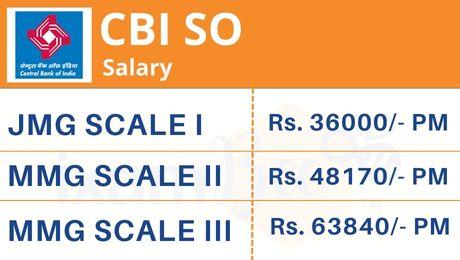 CBI SO
Salary
सेन्ट्रल बैंक ऑफ़ इंडिया
Central Bank of India
JMG SCALE I Rs. 36000/- PM
MMG SCALE II Rs. 48170/- PM
MMG SCALE III Rs. 63840/- PM